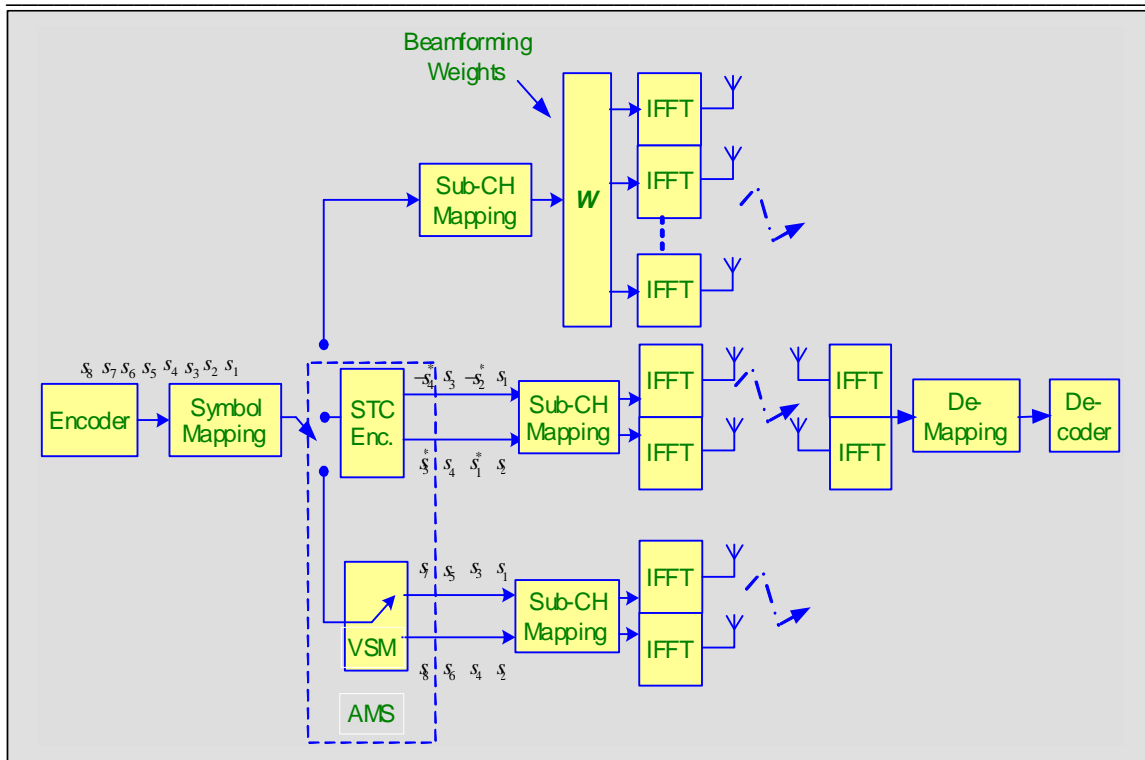 Beamforming
Weights
IFFT
IFFT
Sub-CH
Mapping
W
IFFT
s8 s7 s6 s5 s4 s3 s2 s1
Encoder
Symbol
Mapping
STC
Enc.
-s4* s3 -s2* s1
s3* s4 s1* s2
Sub-CH
Mapping
IFFT
IFFT
IFFT
IFFT
De-
Mapping
De-
coder
VSM
s7 s5 s3 s1
s8 s6 s4 s2
Sub-CH
Mapping
IFFT
IFFT
AMS